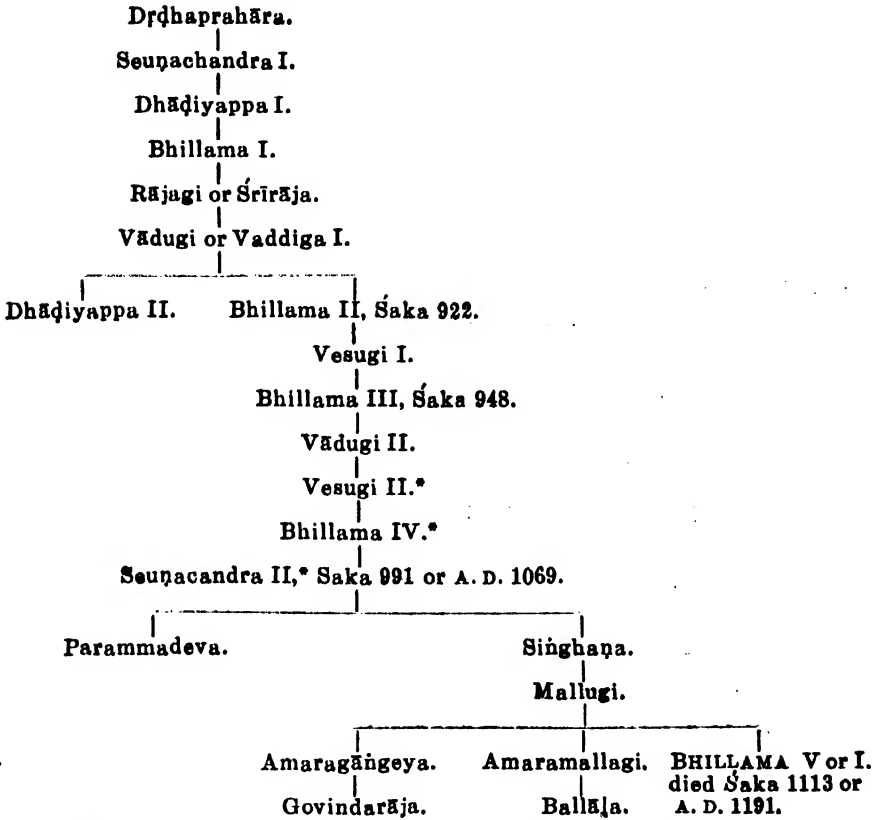 Dṛḍhaprahāra.
Seuṇachandra I.
Dhāḍiyappa I.
Bhillama I.
Rājagi or Śrīrāja.
Vādugi or Vaddiga I.
Dhāḍiyappa II. Bhillama II, Śaka 922.
Vesugi I.
Bhillama III, Śaka 948.
Vādugi II.
Vesugi II.*
Bhillama IV.*
Seuṇacandra II,* Saka 991 or A. D. 1069.
Parammadeva. Siṅghaṇa.
Mallugi.
Amaragāṅgeya. Amaramallagi. BHILLAMA V or I.
died Śaka 1113 or
Govindarāja. Ballāḷa. A. D. 1191.